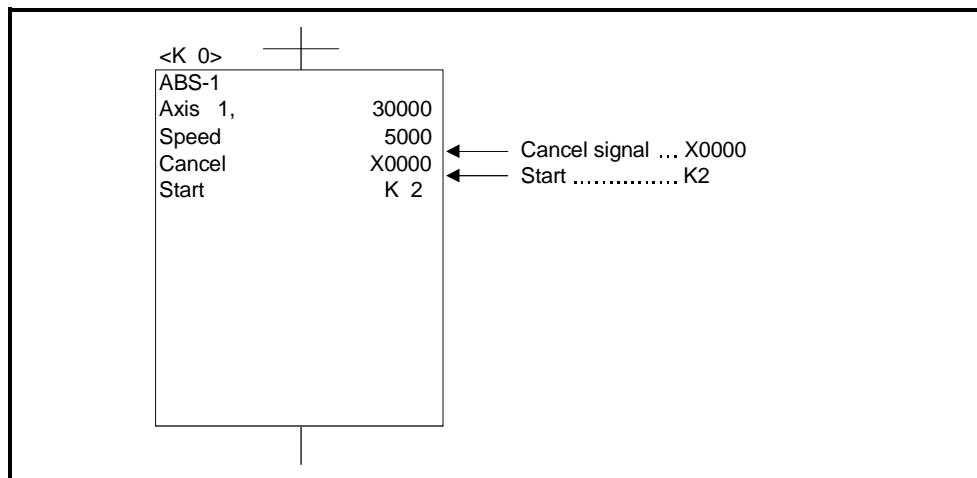 <K 0>
ABS-1
Axis 1, 30000
Speed 5000
Cancel X0000
Start K 2
Cancel signal ... X0000
Start .............. K2